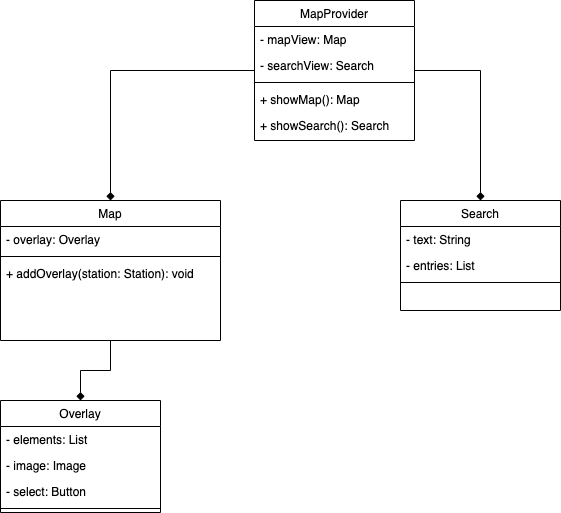 MapProvider
- mapView: Map
- searchView: Search
+ showMap(): Map
+ showSearch(): Search
Map
- overlay: Overlay
+ addOverlay(station: Station): void
Search
- text: String
- entries: List
Overlay
- elements: List
- image: Image
- select: Button